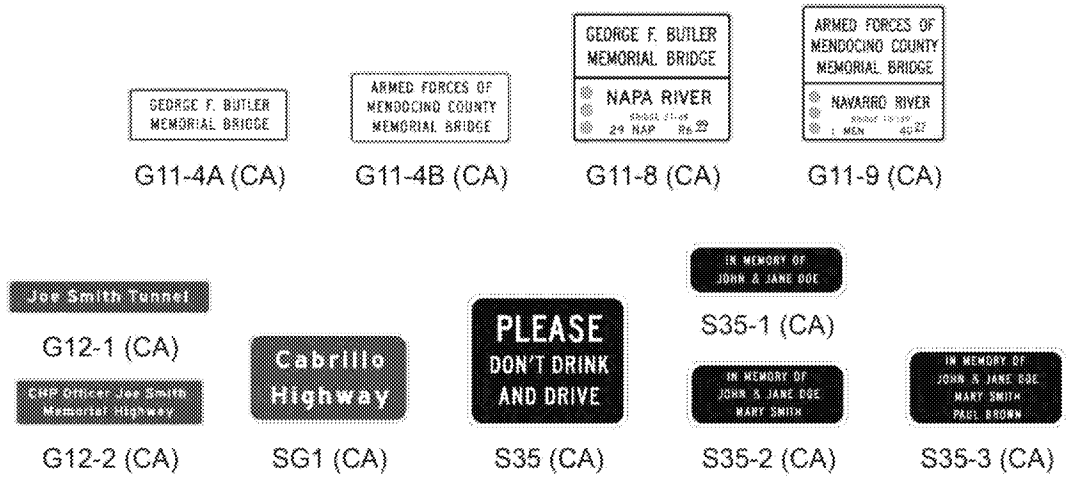 GEORGE F. BUTLER
MEMORIAL BRIDGE
G11-4A (CA)
ARMED FORCES OF
MENDOCINO COUNTY
MEMORIAL BRIDGE
G11-4B (CA)
GEORGE F. BUTLER
MEMORIAL BRIDGE
NAPA RIVER
29 NAP R6
G11-8 (CA)
ARMED FORCES OF
MENDOCINO COUNTY
MEMORIAL BRIDGE
NAVARRO RIVER
1 MEN 40
G11-9 (CA)
Joe Smith Tunnel
G12-1 (CA)
CHP Officer Joe Smith
Memorial Highway
G12-2 (CA)
Cabrillo
Highway
SG1 (CA)
PLEASE
DON'T DRINK
AND DRIVE
S35 (CA)
IN MEMORY OF
JOHN & JANE DOE
S35-1 (CA)
IN MEMORY OF
JOHN & JANE DOE
MARY SMITH
S35-2 (CA)
IN MEMORY OF
JOHN & JANE DOE
MARY SMITH
PAUL BROWN
S35-3 (CA)